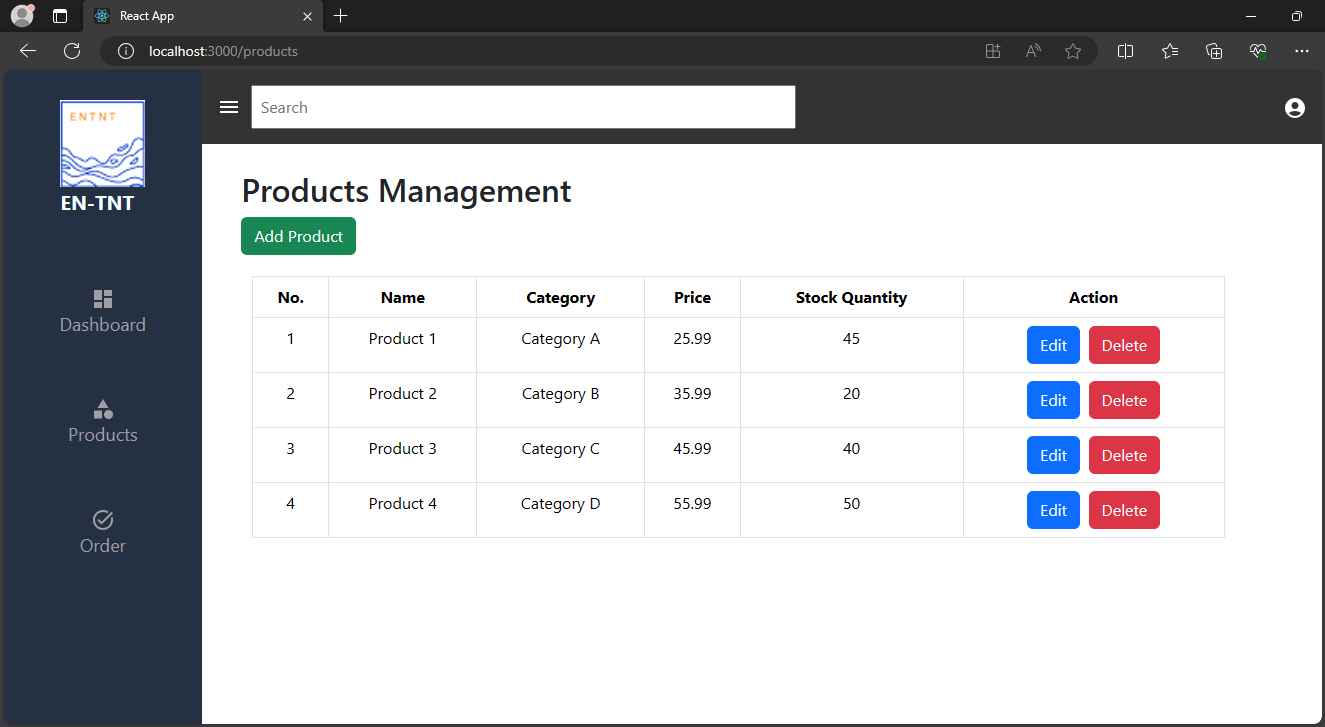 React App
localhost:3000/products
ENTNT
EN-TNT
Search
Dashboard
Products
Order
Products Management
Add Product
No. Name Category Price Stock Quantity Action
1 Product 1 Category A 25.99 45 Edit Delete
2 Product 2 Category B 35.99 20 Edit Delete
3 Product 3 Category C 45.99 40 Edit Delete
4 Product 4 Category D 55.99 50 Edit Delete